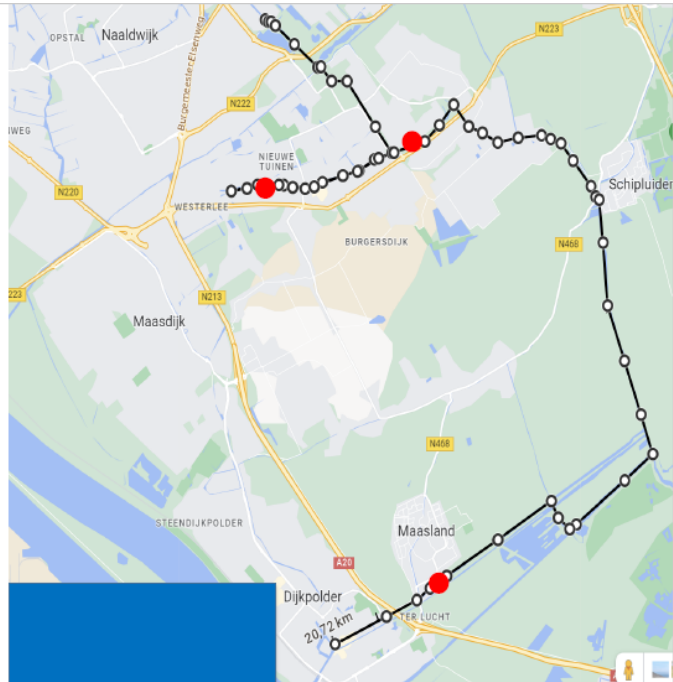 OPSTAL
Naaldwijk
N223
Burgemeester Elsenweg
N222
NWEG
NIEUWE
TUINEN
N220
WESTERLEE
Schipluiden
BURGERSDIJK
N468
223
N213
Maasdijk
N468
STEENDIJKPOLDER
Maasland
A20
Dijkpolder
20,72 km
TER LUCHT